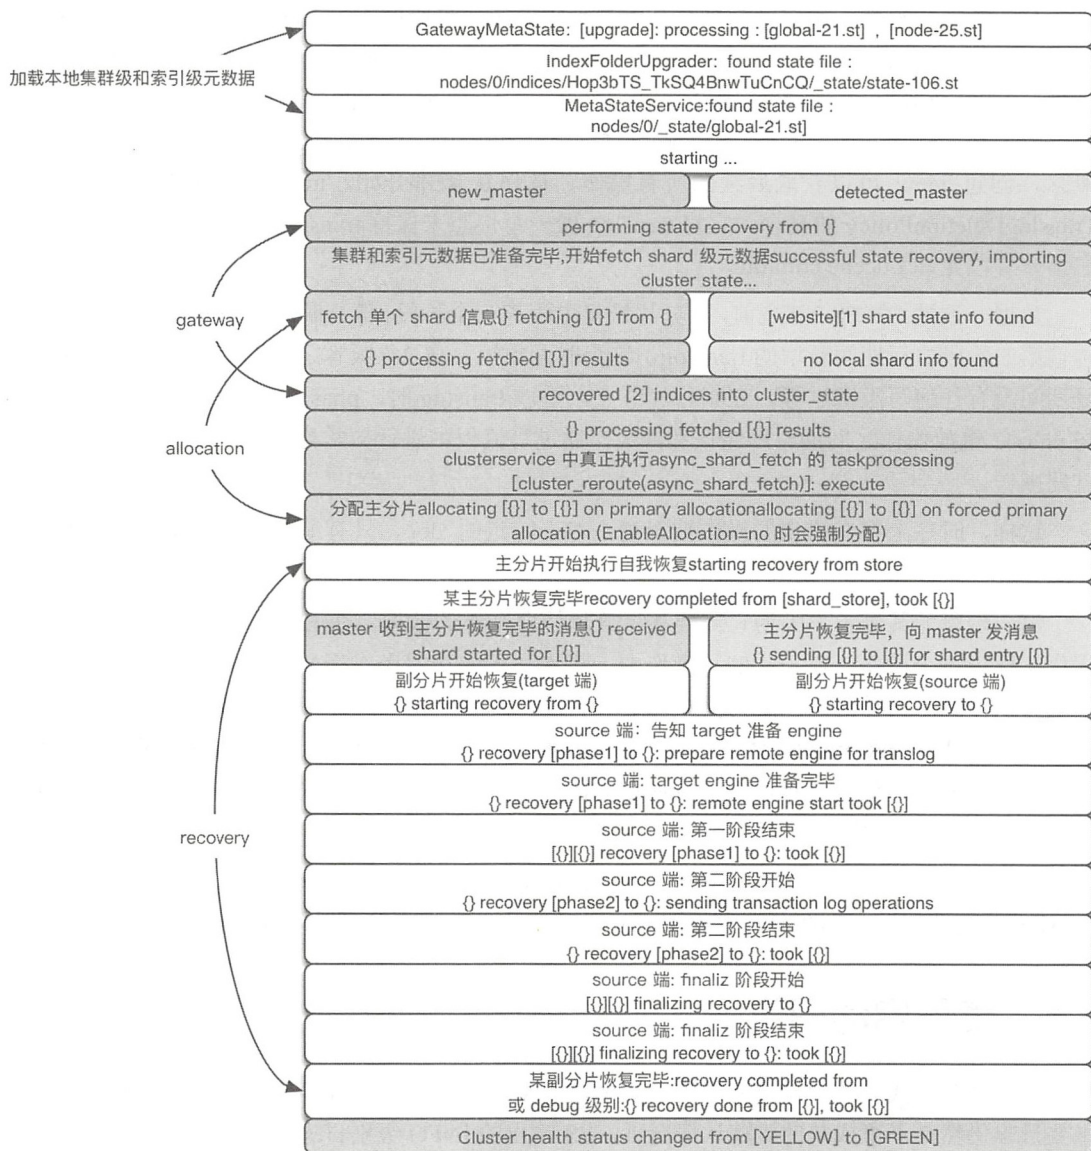 GatewayMetaState: [upgrade]: processing : [global-21.st] , [node-25.st]
加载本地集群级和索引级元数据
IndexFolderUpgrader: found state file :
nodes/0/indices/Hop3bTS_TkSQ4BnwTuCnCQ/_state/state-106.st
MetaStateService:found state file :
nodes/0/_state/global-21.st]
starting ...
new_master
detected_master
performing state recovery from {}
集群和索引元数据已准备完毕,开始fetch shard 级元数据successful state recovery, importing
cluster state...
gateway
fetch 单个 shard 信息{} fetching [{}] from {}
[website][1] shard state info found
{} processing fetched [{}] results
no local shard info found
recovered [2] indices into cluster_state
{} processing fetched [{}] results
allocation
clusterservice 中真正执行async_shard_fetch 的 taskprocessing
[cluster_reroute(async_shard_fetch)]: execute
分配主分片allocating [{}] to [{}] on primary allocationallocating [{}] to [{}] on forced primary
allocation (EnableAllocation=no 时会强制分配)
主分片开始执行自我恢复starting recovery from store
某主分片恢复完毕recovery completed from [shard_store], took [{}]
master 收到主分片恢复完毕的消息{} received
shard started for [{}]
主分片恢复完毕，向 master 发消息
{} sending [{}] to [{}] for shard entry [{}]
副分片开始恢复(target 端)
{} starting recovery from {}
副分片开始恢复(source 端)
{} starting recovery to {}
source 端：告知 target 准备 engine
{} recovery [phase1] to {}: prepare remote engine for translog
source 端: target engine 准备完毕
{} recovery [phase1] to {}: remote engine start took [{}]
recovery
source 端: 第一阶段结束
[{}][{}] recovery [phase1] to {}: took [{}]
source 端: 第二阶段开始
{} recovery [phase2] to {}: sending transaction log operations
source 端: 第二阶段结束
{} recovery [phase2] to {}: took [{}]
source 端: finaliz 阶段开始
[{}][{}] finalizing recovery to {}
source 端: finaliz 阶段结束
[{}][{}] finalizing recovery to {}: took [{}]
某副分片恢复完毕:recovery completed from
或 debug 级别:{} recovery done from [{}], took [{}]
Cluster health status changed from [YELLOW] to [GREEN]